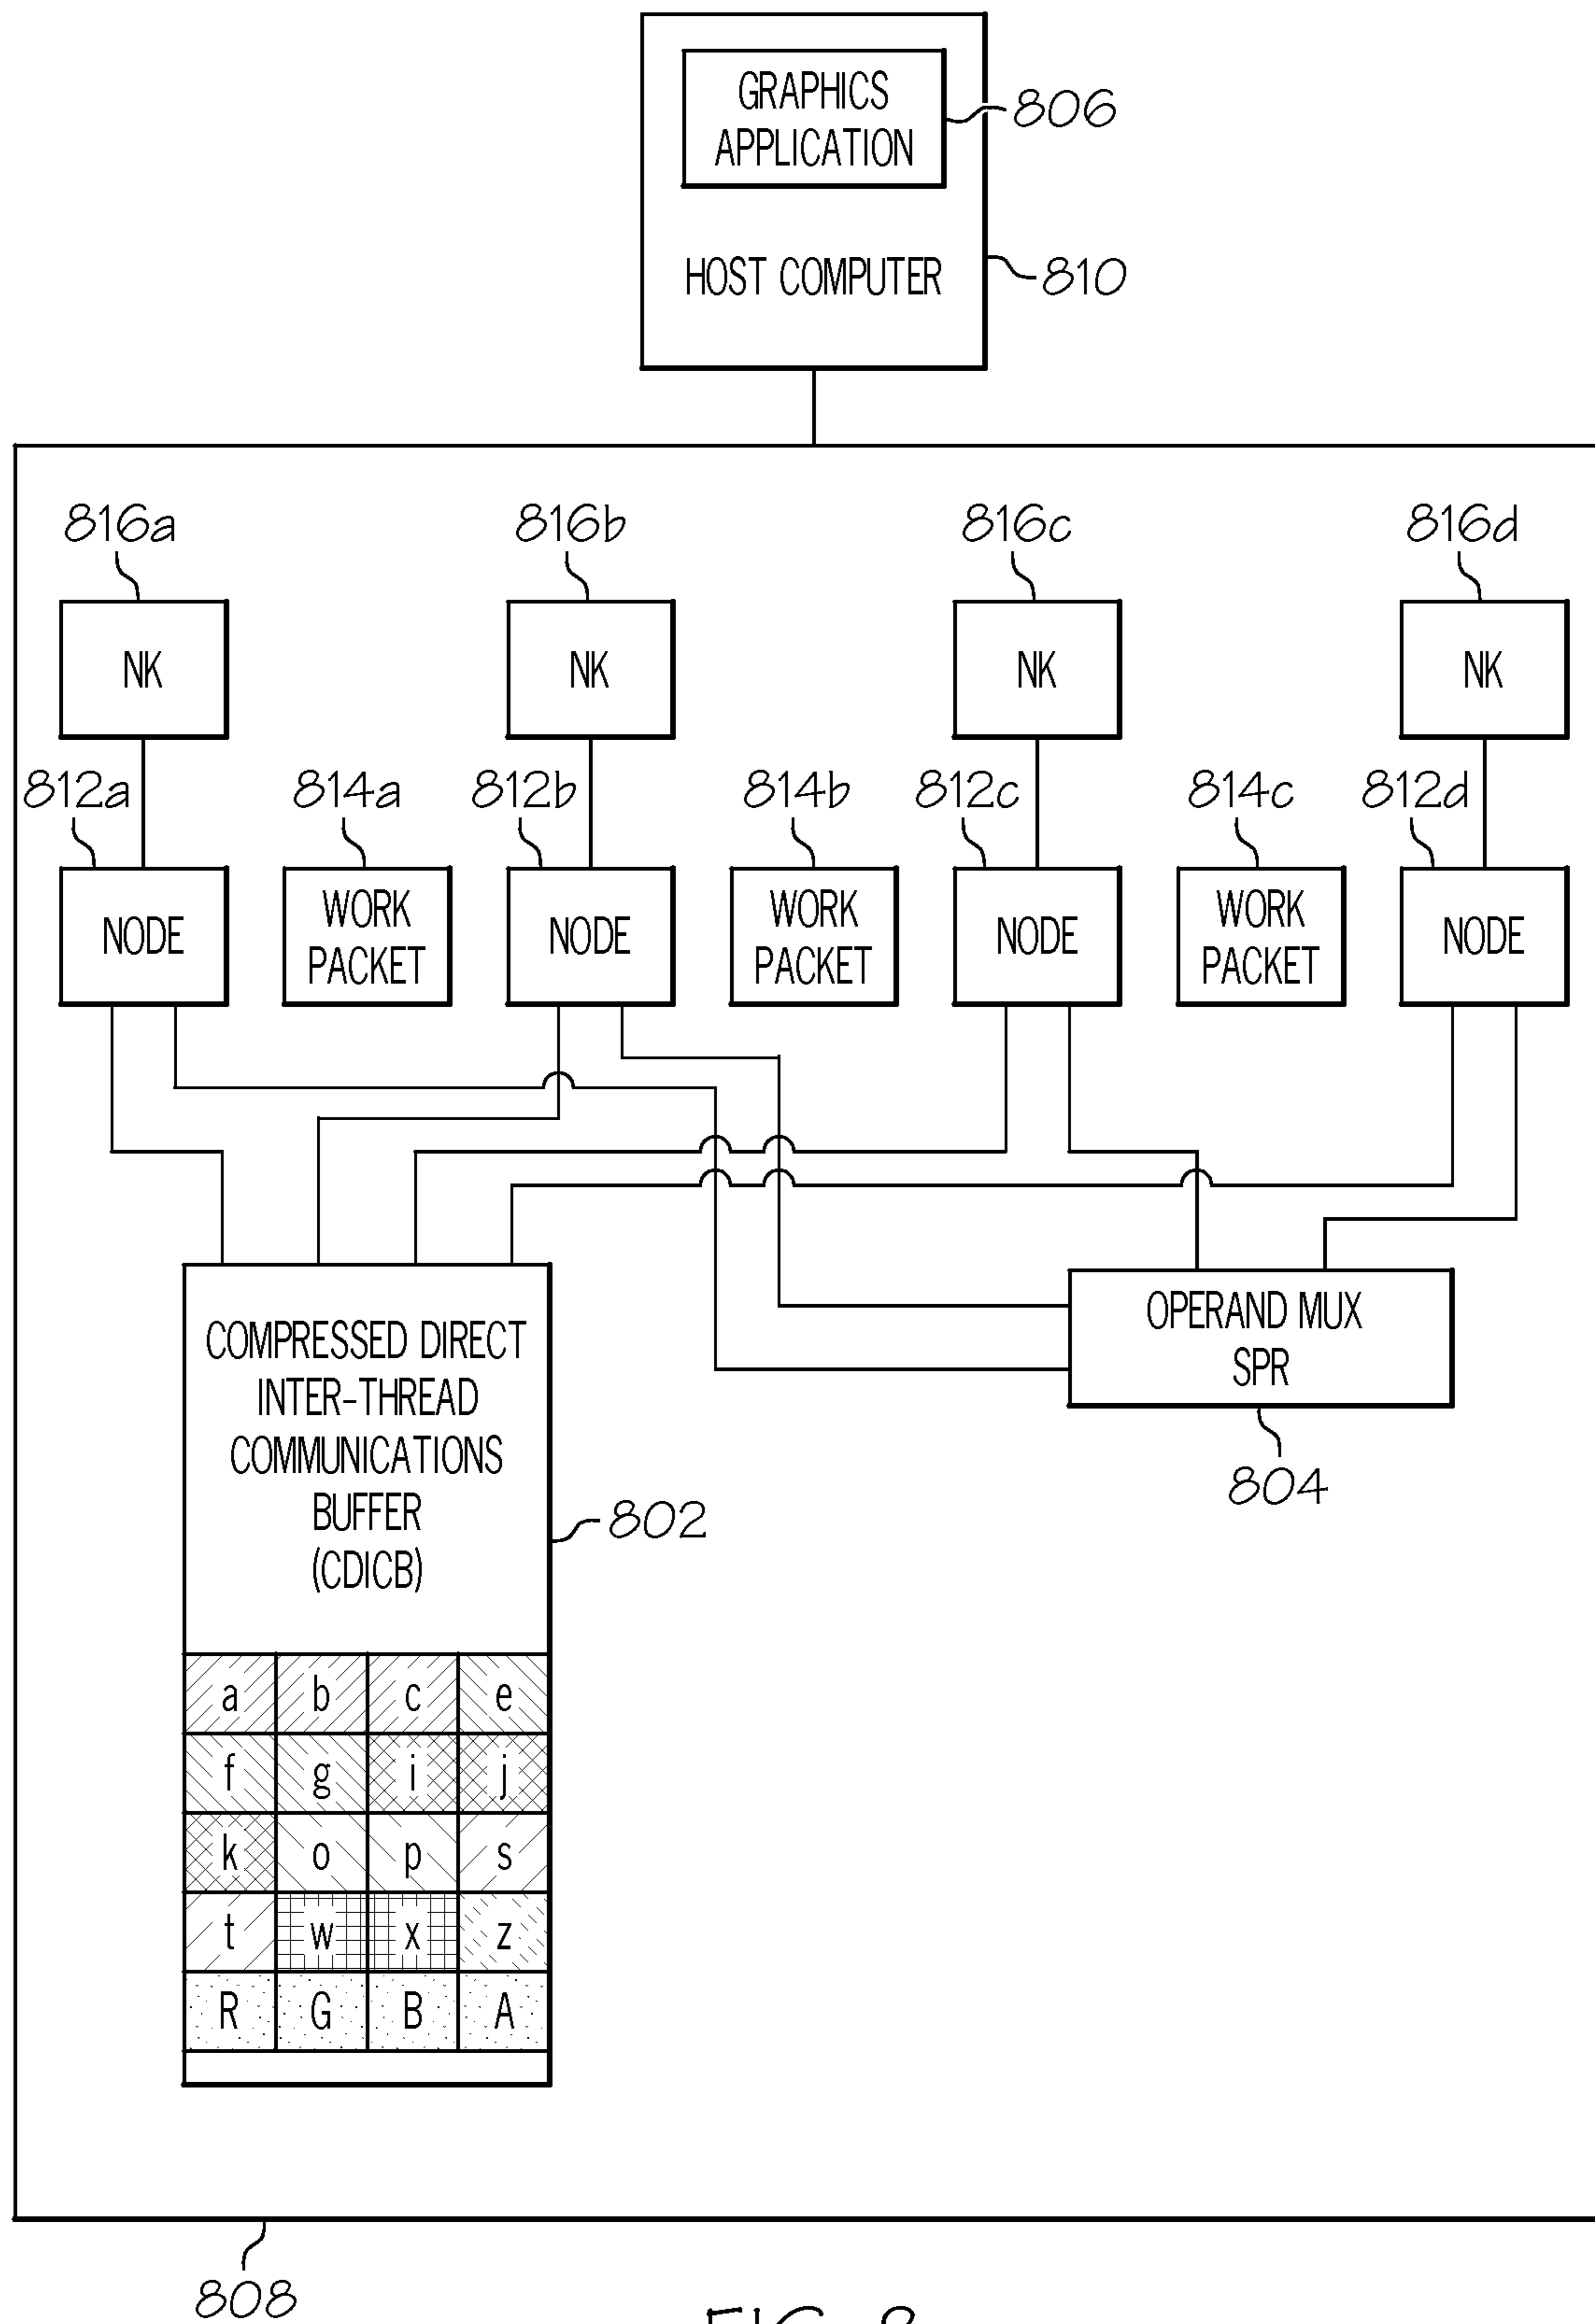 GRAPHICS
APPLICATION
806
HOST COMPUTER
810
816a
816b
816c
816d
NK
NK
NK
NK
812a
814a
812b
814b
812c
814c
812d
NODE
WORK
PACKET
NODE
WORK
PACKET
NODE
WORK
PACKET
NODE
OPERAND MUX
SPR
804
COMPRESSED DIRECT
INTER-THREAD
COMMUNICATIONS
BUFFER
(CDICB)
802
a b c e
f g i j
k o p s
t w x z
R G B A
808
FIG. 8